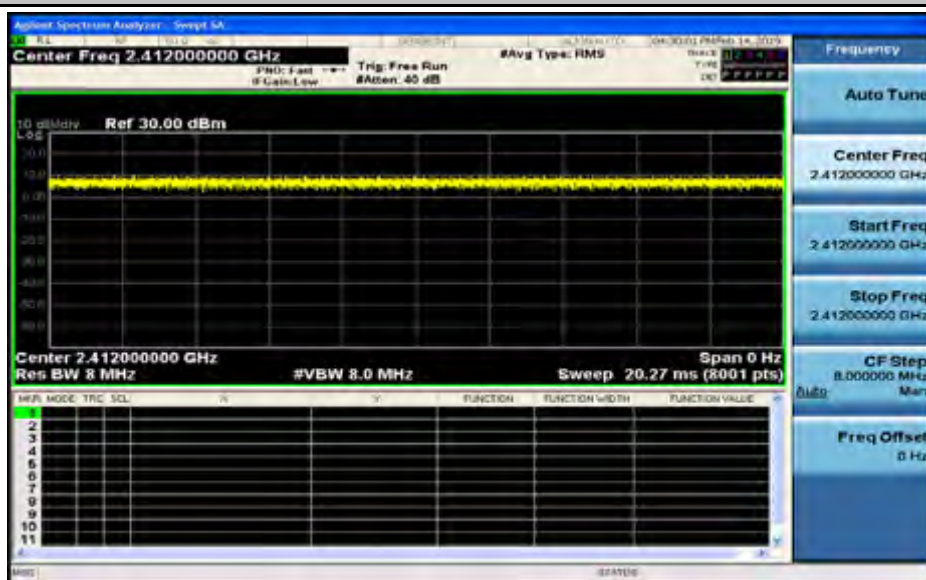 Agilent Spectrum Analyzer - Swept SA
Center Freq 2.412000000 GHz
PNO: Fast
IFGain:Low
Trig: Free Run
#Atten: 40 dB
#Avg Type: RMS
TRACE
TYPE
DET P P P P P P
Frequency
Auto Tune
10 dB/div
Log
Ref 30.00 dBm
Center Freq
2.412000000 GHz
Start Freq
2.412000000 GHz
Stop Freq
2.412000000 GHz
Center 2.412000000 GHz
Span 0 Hz
Res BW 8 MHz
#VBW 8.0 MHz
Sweep 20.27 ms (8001 pts)
CF Step
8.000000 MHz
Auto Man
MKR MODE TRC SCL X Y FUNCTION FUNCTION WIDTH FUNCTION VALUE
1
2
3
4
5
6
7
8
9
10
11
Freq Offset
0 Hz
MSG
STATUS